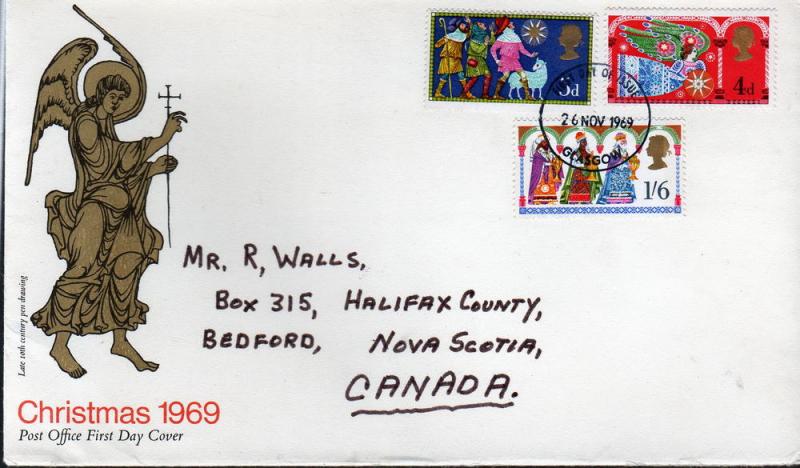 5d
4d
FIRST DAY OF ISSUE
26 NOV 1969
GLASGOW
1/6
MR. R, WALLS,
BOX 315, HALIFAX COUNTY,
BEDFORD, NOVA SCOTIA,
CANADA.
Late 10th century pen drawing
Christmas 1969
Post Office First Day Cover